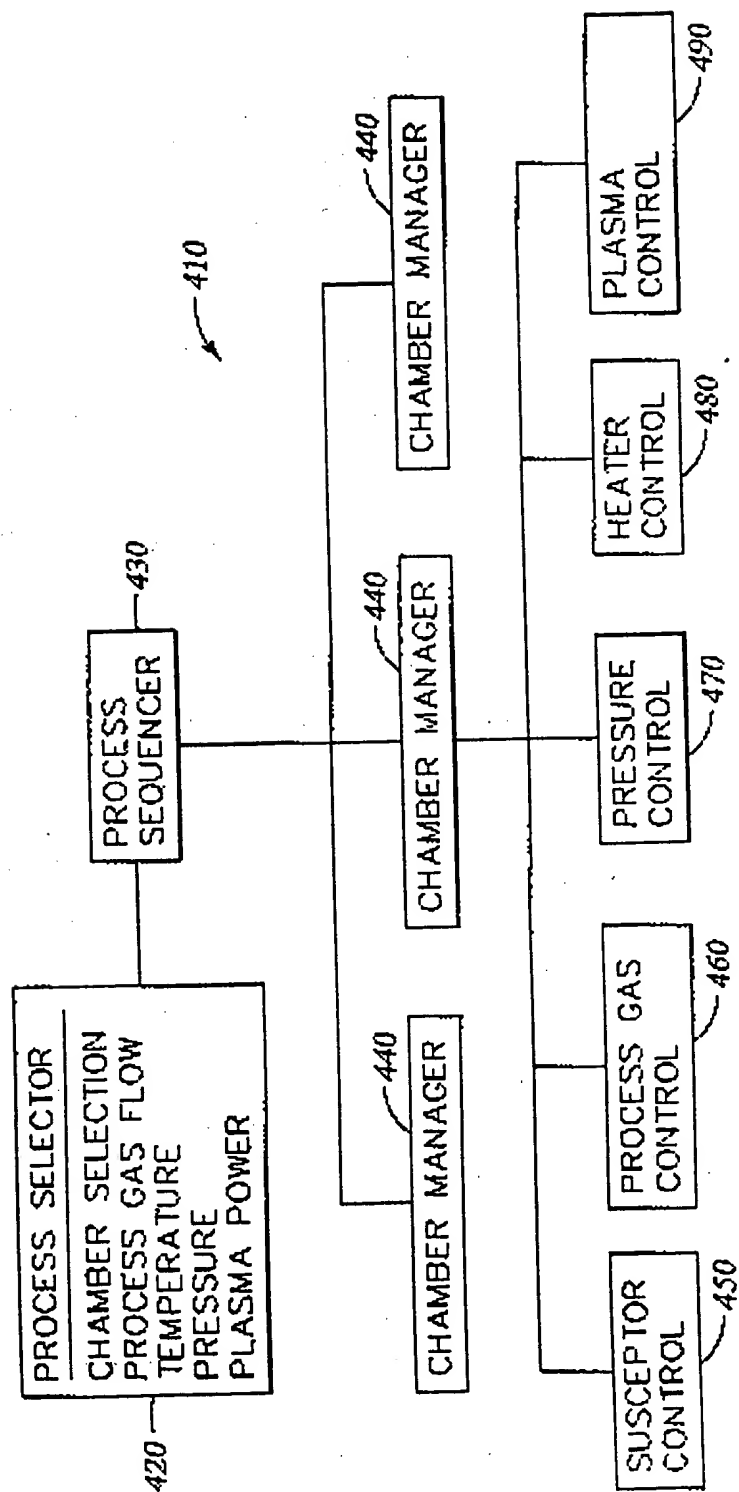 PROCESS SELECTOR
CHAMBER SELECTION
PROCESS GAS FLOW
TEMPERATURE
PRESSURE
PLASMA POWER
420
PROCESS
SEQUENCER
430
410
CHAMBER MANAGER
440
CHAMBER MANAGER
440
CHAMBER MANAGER
440
SUSCEPTOR
CONTROL
450
PROCESS GAS
CONTROL
460
PRESSURE
CONTROL
470
HEATER
CONTROL
480
PLASMA
CONTROL
490